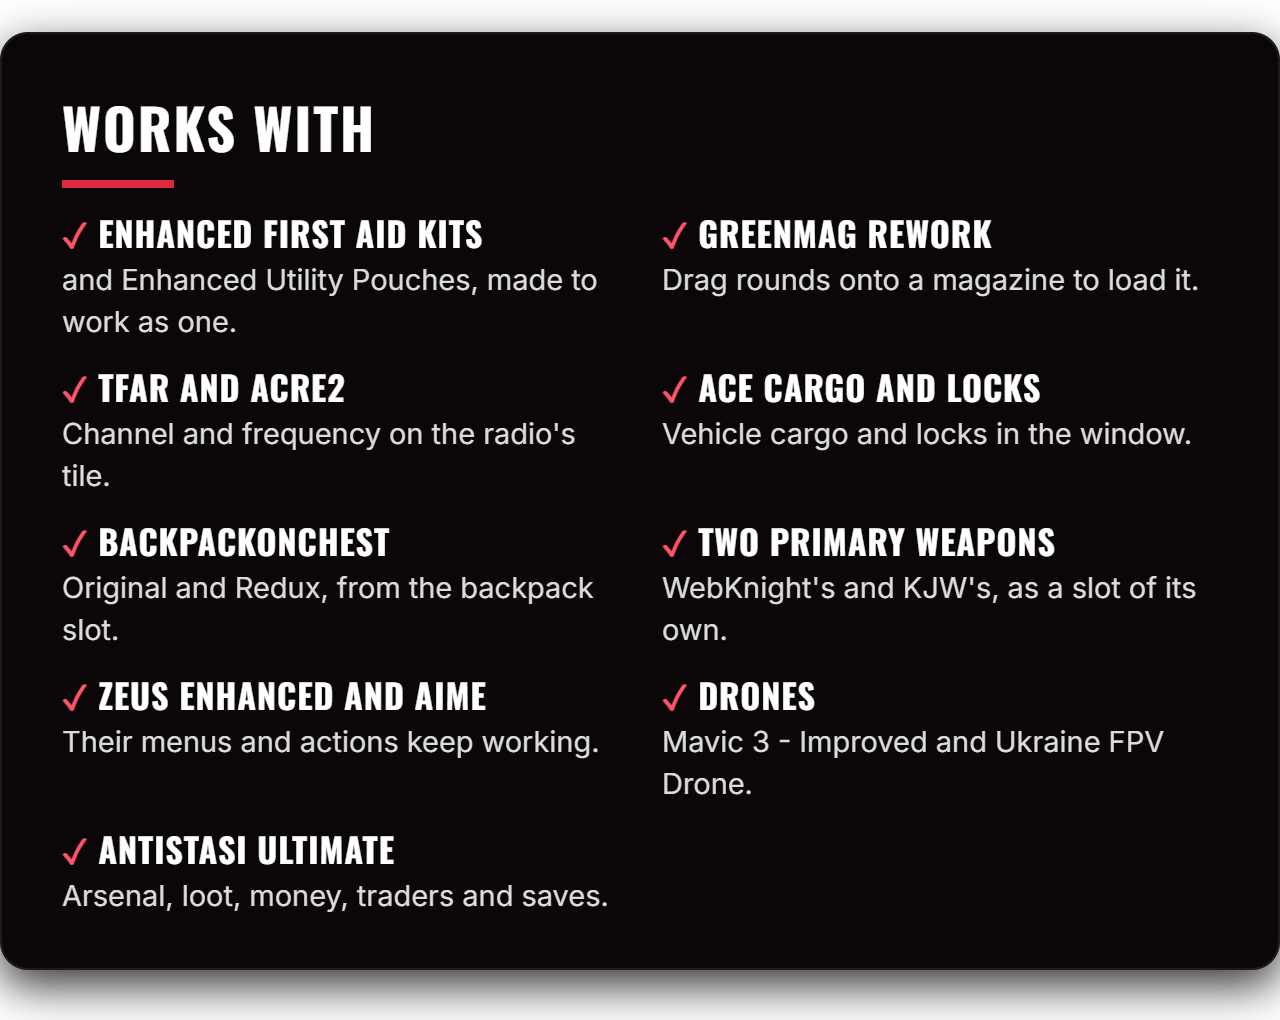 WORKS WITH
✓ ENHANCED FIRST AID KITS
and Enhanced Utility Pouches, made to
work as one.
✓ GREENMAG REWORK
Drag rounds onto a magazine to load it.
✓ TFAR AND ACRE2
Channel and frequency on the radio's
tile.
✓ ACE CARGO AND LOCKS
Vehicle cargo and locks in the window.
✓ BACKPACKONCHEST
Original and Redux, from the backpack
slot.
✓ TWO PRIMARY WEAPONS
WebKnight's and KJW's, as a slot of its
own.
✓ ZEUS ENHANCED AND AIME
Their menus and actions keep working.
✓ DRONES
Mavic 3 - Improved and Ukraine FPV
Drone.
✓ ANTISTASI ULTIMATE
Arsenal, loot, money, traders and saves.